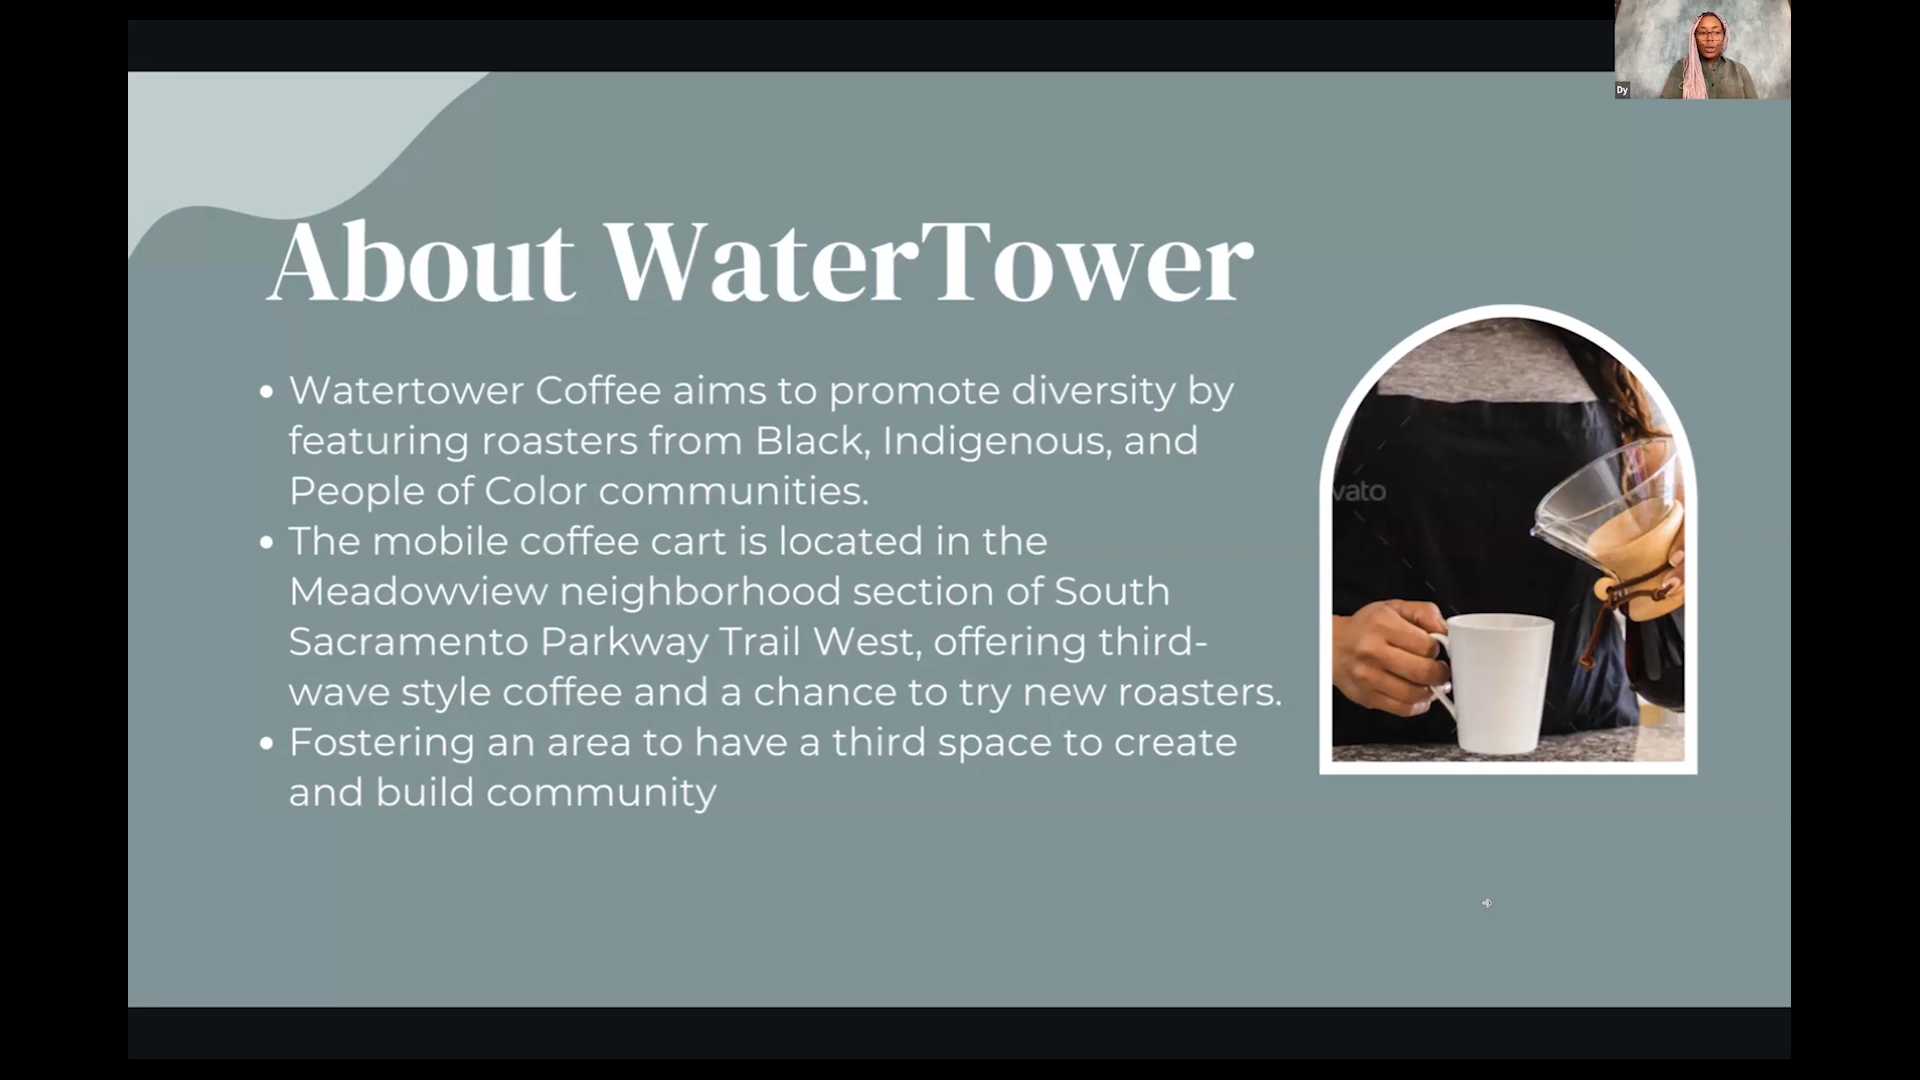 Dy
About WaterTower
• Watertower Coffee aims to promote diversity by
featuring roasters from Black, Indigenous, and
People of Color communities.
• The mobile coffee cart is located in the
Meadowview neighborhood section of South
Sacramento Parkway Trail West, offering third-
wave style coffee and a chance to try new roasters.
• Fostering an area to have a third space to create
and build community
vato